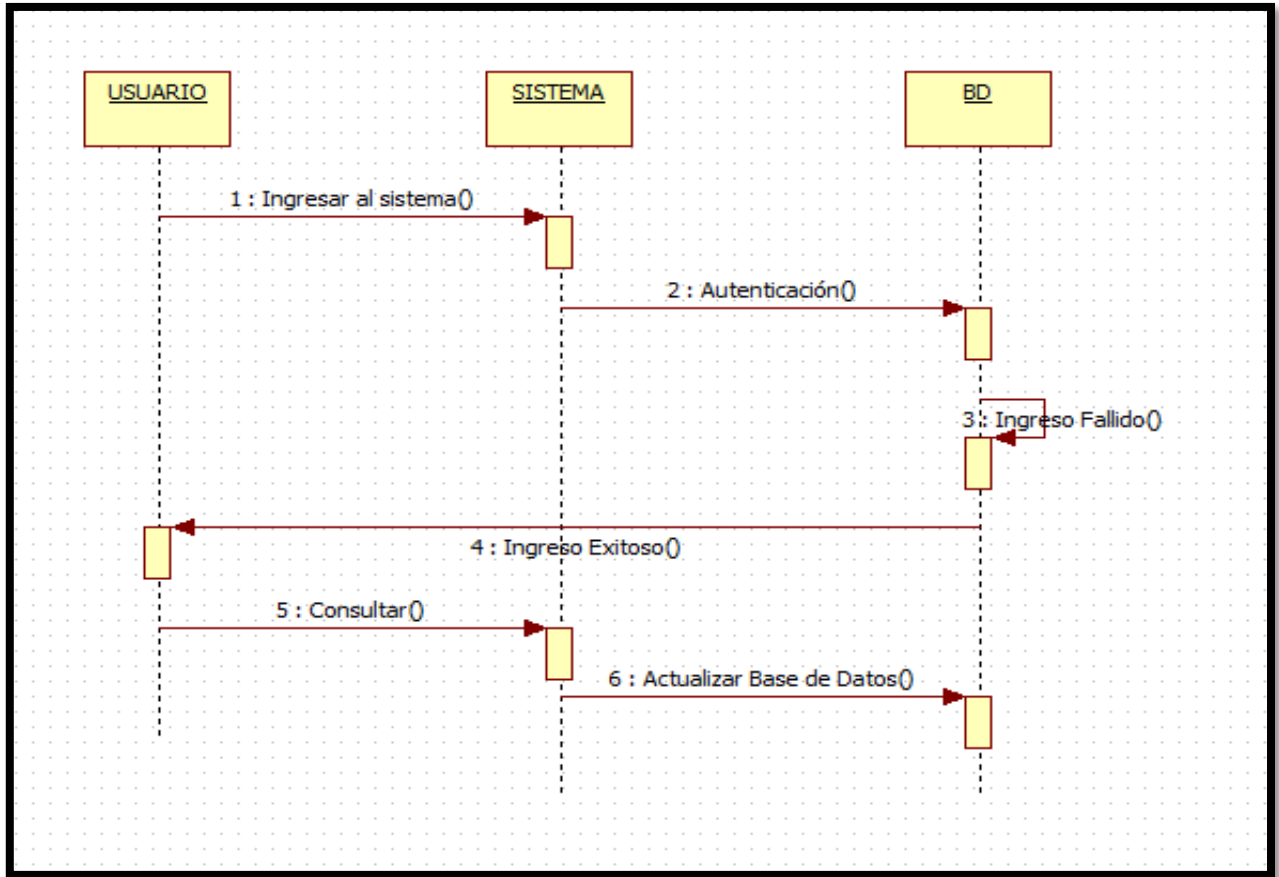 USUARIO
SISTEMA
BD
1 : Ingresar al sistema()
2 : Autenticación()
3 : Ingreso Fallido()
4 : Ingreso Exitoso()
5 : Consultar()
6 : Actualizar Base de Datos()